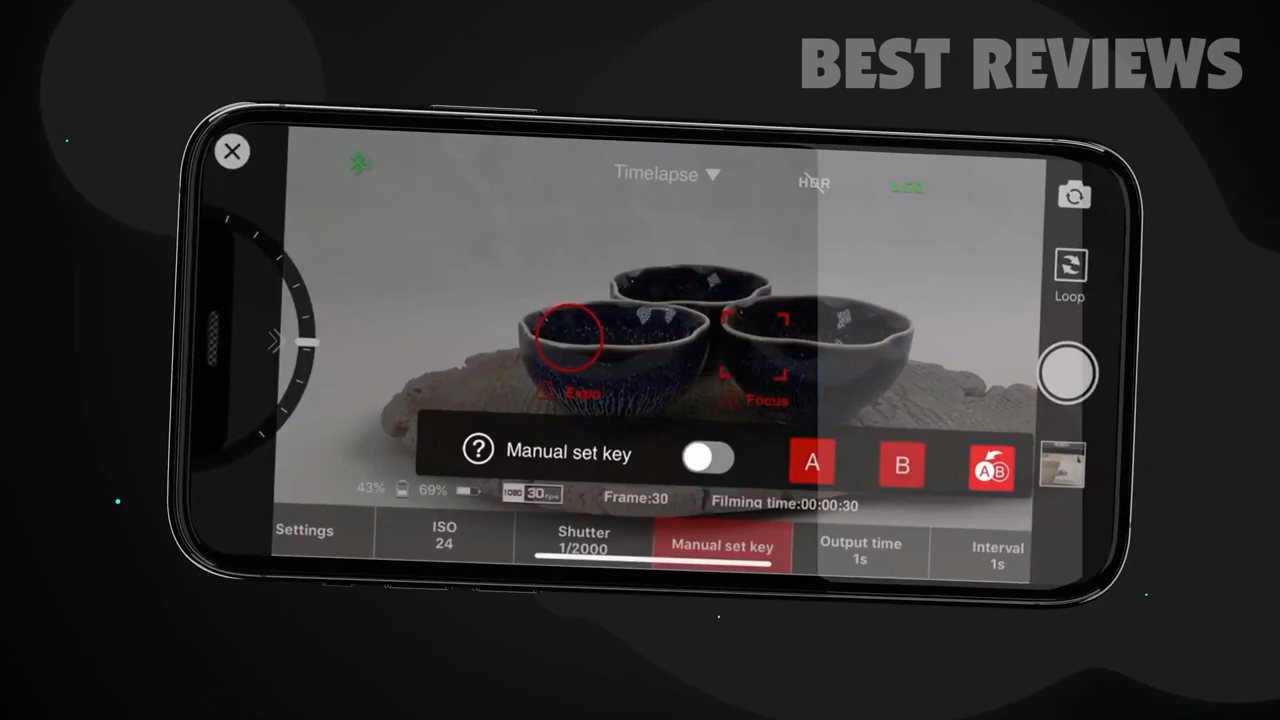 BEST REVIEWS
Timelapse
HDR
Loop
Expo
Focus
? Manual set key
A
B
AB
43%
69%
1080 30fps
Frame:30
Filming time:00:00:30
Settings
ISO
24
Shutter
1/2000
Manual set key
Output time
1s
Interval
1s